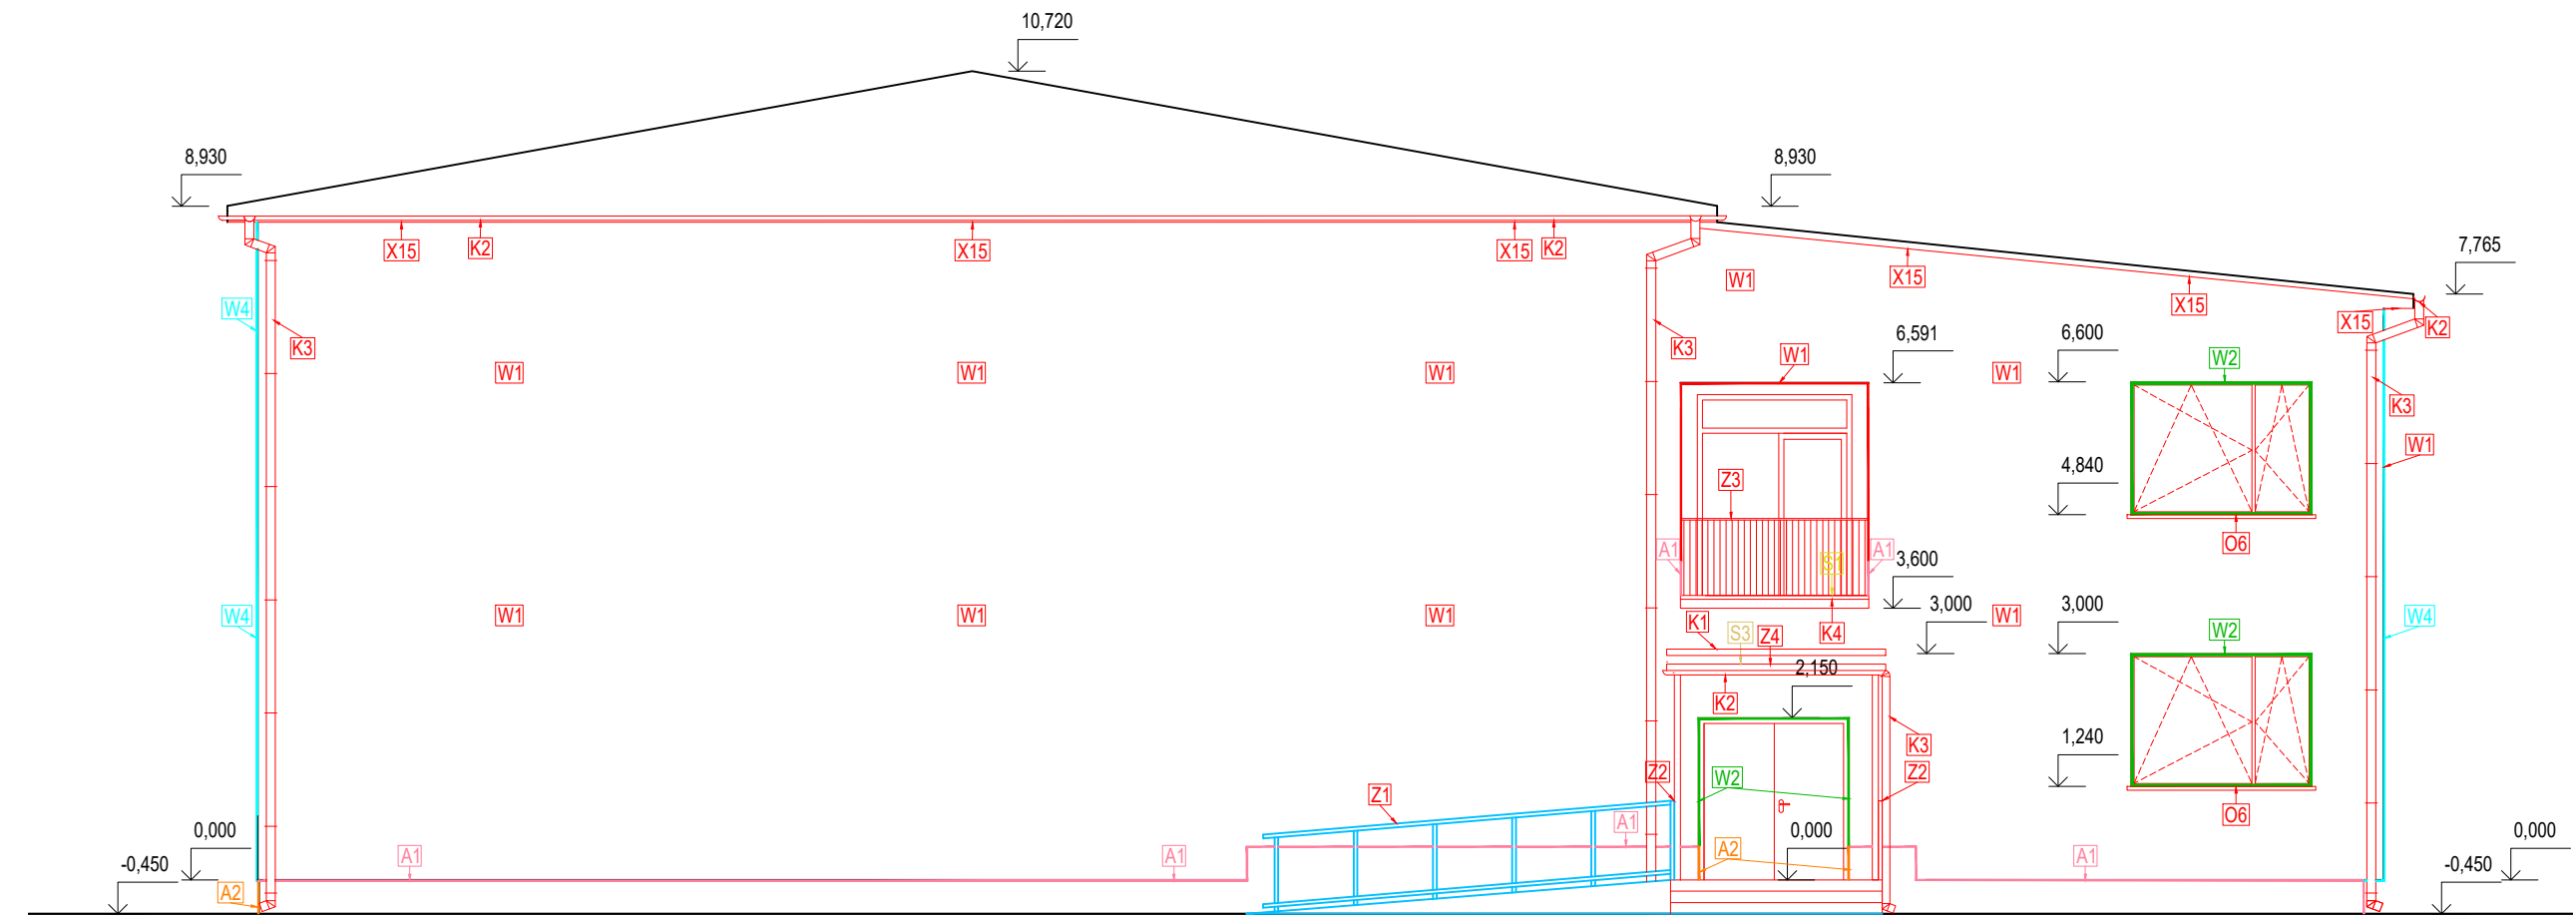 10,720
8,930
8,930
7,765
X15
K2
X15
X15
K2
W1
X15
X15
X15
K2
W4
K3
K3
W1
6,591
6,600
W2
W1
W1
W1
W1
K3
W1
4,840
Z3
O6
A1
A1
S1
3,600
3,000
3,000
W4
W1
W1
W1
K1
S3
Z4
K4
W1
W2
W4
2,150
K2
K3
1,240
Z2
W2
Z2
Z1
O6
0,000
A1
0,000
0,000
-0,450
A1
A1
A2
A1
-0,450
A2